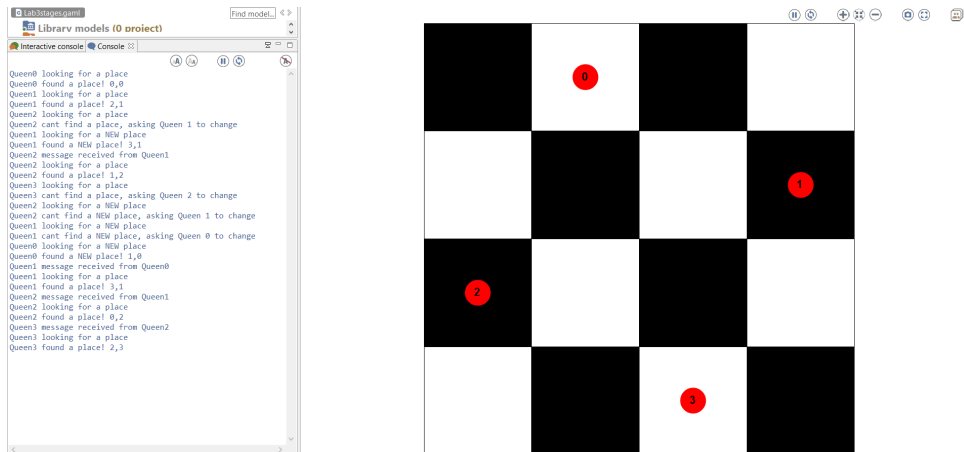 Lab3stages.gaml
Find model...
Library models (0 project)
Interactive console
Console
Queen0 looking for a place
Queen0 found a place! 0,0
Queen1 looking for a place
Queen1 found a place! 2,1
Queen2 looking for a place
Queen2 cant find a place, asking Queen 1 to change
Queen1 looking for a NEW place
Queen1 found a NEW place! 3,1
Queen2 message received from Queen1
Queen2 looking for a place
Queen2 found a place! 1,2
Queen3 looking for a place
Queen3 cant find a place, asking Queen 2 to change
Queen2 looking for a NEW place
Queen2 cant find a NEW place, asking Queen 1 to change
Queen1 looking for a NEW place
Queen1 cant find a NEW place, asking Queen 0 to change
Queen0 looking for a NEW place
Queen0 found a NEW place! 1,0
Queen1 message received from Queen0
Queen1 looking for a place
Queen1 found a place! 3,1
Queen2 message received from Queen1
Queen2 looking for a place
Queen2 found a place! 0,2
Queen3 message received from Queen2
Queen3 looking for a place
Queen3 found a place! 2,3
0
1
2
3